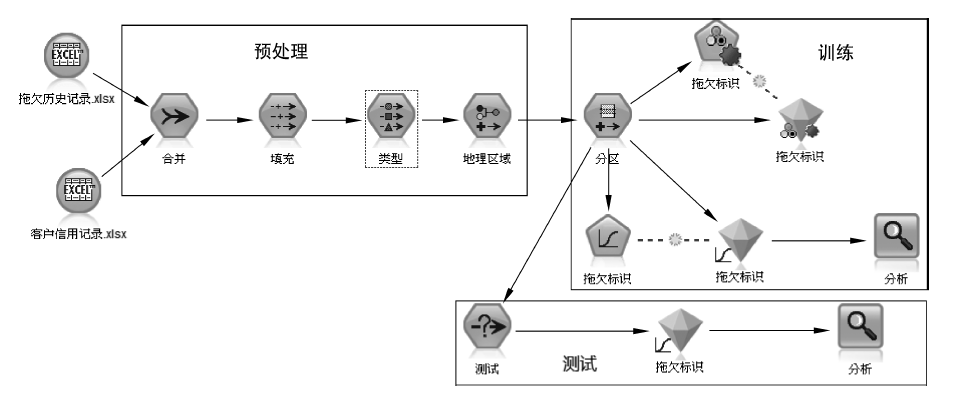 预处理
训练
EXCEL
拖欠历史记录.xlsx
合并
填充
类型
地理区域
分区
拖欠标识
拖欠标识
EXCEL
客户信用记录.xlsx
拖欠标识
拖欠标识
分析
测试
测试
拖欠标识
分析